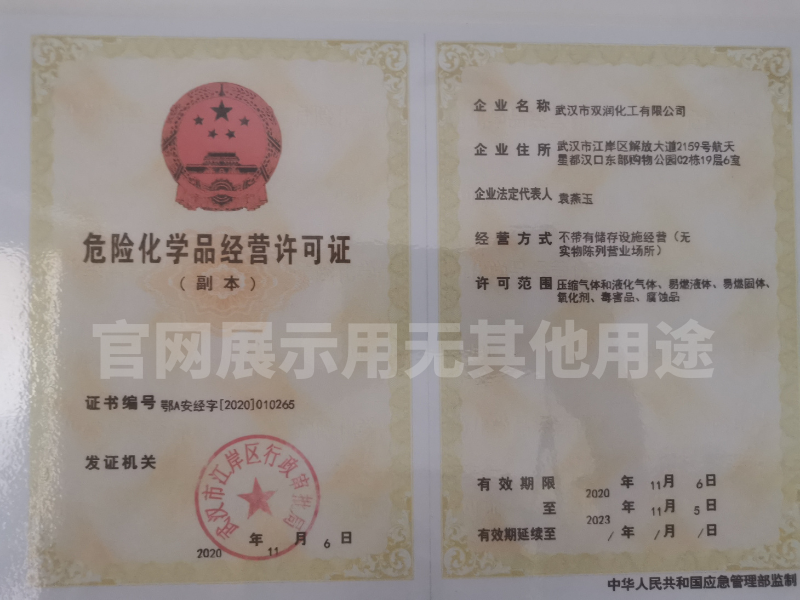 危险化学品经营许可证
（副本）
官网展示用无其他用途
证书编号 鄂A安经字[2020]010265
发证机关
武汉市江岸区行政审批局
2020 年 11 月 6 日
企业名称 武汉市双润化工有限公司
企业住所 武汉市江岸区解放大道2159号航天
星都汉口东部购物公园02栋19层6室
企业法定代表人 袁燕玉
经营方式 不带有储存设施经营（无
实物陈列营业场所）
许可范围 压缩气体和液化气体、易燃液体、易燃固体、
氧化剂、毒害品、腐蚀品
有效期限 2020 年 11 月 6 日
至 2023 年 11 月 5 日
有效期延续至 / 年 / 月 / 日
中华人民共和国应急管理部监制